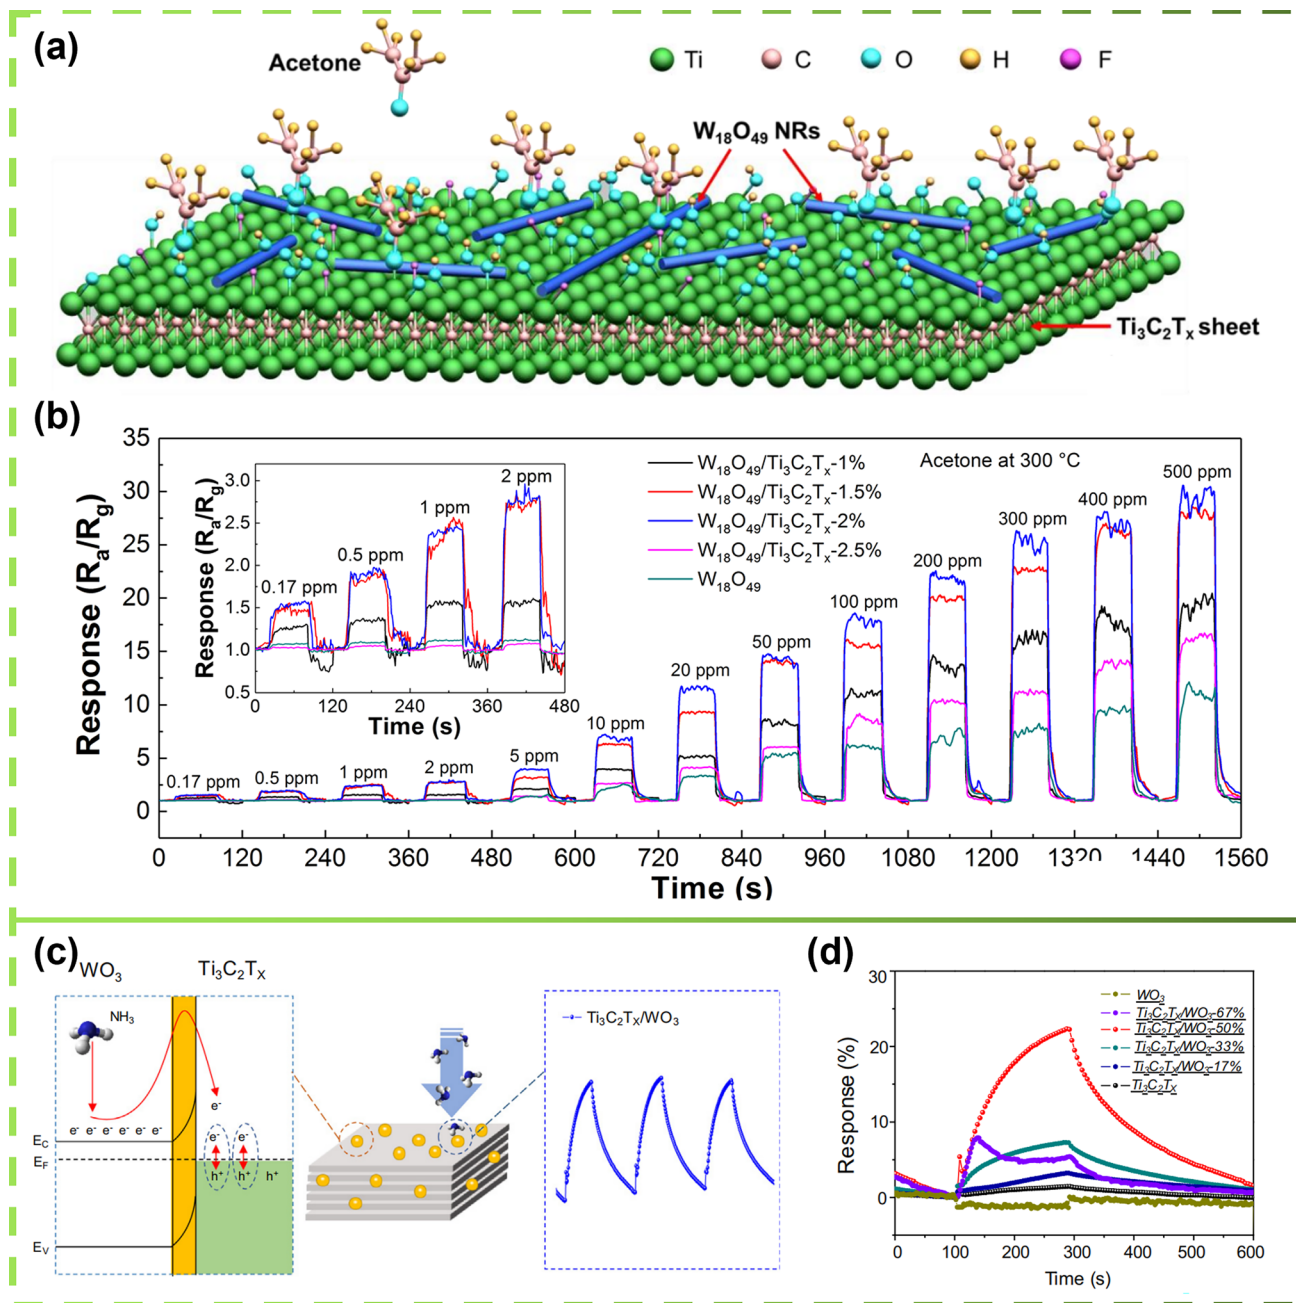 (a)
Acetone
Ti
C
O
H
F
W18O49 NRs
Ti3C2Tx sheet
(b)
35
30
25
20
15
10
5
0
Response (Ra/Rg)
0
120
240
360
480
600
720
840
960
1080
1200
1320
1440
1560
Time (s)
W18O49/Ti3C2Tx-1%
W18O49/Ti3C2Tx-1.5%
W18O49/Ti3C2Tx-2%
W18O49/Ti3C2Tx-2.5%
W18O49
Acetone at 300 °C
0.17 ppm
0.5 ppm
1 ppm
2 ppm
5 ppm
10 ppm
20 ppm
50 ppm
100 ppm
200 ppm
300 ppm
400 ppm
500 ppm
3.0
2.5
2.0
1.5
1.0
0.5
Response (Ra/Rg)
0.17 ppm
0.5 ppm
1 ppm
2 ppm
0
120
240
360
480
Time (s)
(c)
WO3
Ti3C2TX
NH3
e-
e- e- e- e- e- e-
e- e-
EC
EF
h+ h+ h+
EV
Ti3C2TX/WO3
(d)
30
20
10
0
Response (%)
WO3
Ti3C2TX/WO3-67%
Ti3C2TX/WO3-50%
Ti3C2TX/WO3-33%
Ti3C2TX/WO3-17%
Ti3C2TX
0
100
200
300
400
500
600
Time (s)